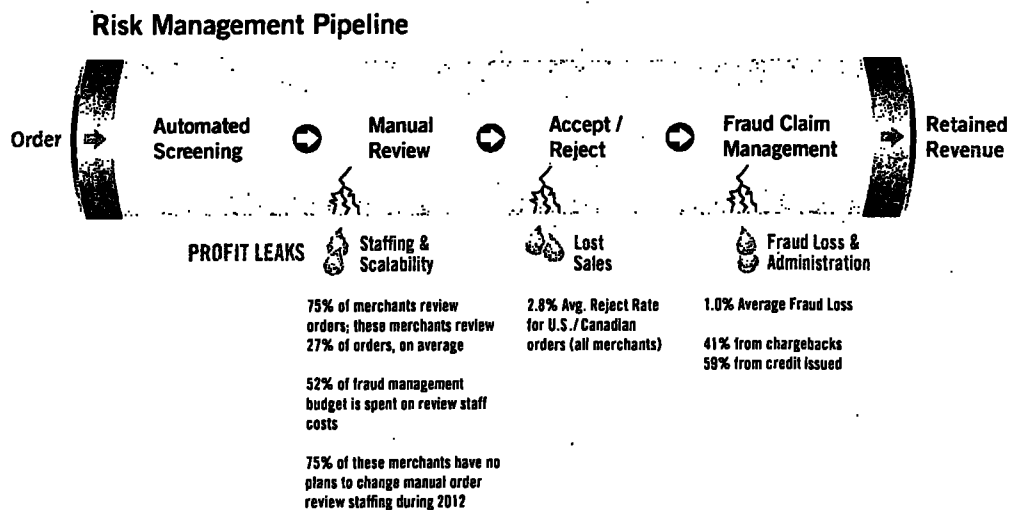 Risk Management Pipeline
Order
Automated
Screening
Manual
Review
Accept /
Reject
Fraud Claim
Management
Retained
Revenue
PROFIT LEAKS
Staffing &
Scalability
75% of merchants review
orders; these merchants review
27% of orders, on average
52% of fraud management
budget is spent on review staff
costs
75% of these merchants have no
plans to change manual order
review staffing during 2012
Lost
Sales
2.8% Avg. Reject Rate
for U.S./Canadian
orders (all merchants)
Fraud Loss &
Administration
1.0% Average Fraud Loss
41% from chargebacks
59% from credit issued